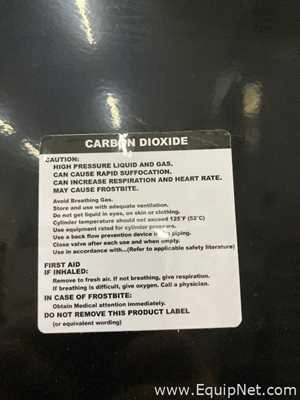 CARBON DIOXIDE
CAUTION:
HIGH PRESSURE LIQUID AND GAS.
CAN CAUSE RAPID SUFFOCATION.
CAN INCREASE RESPIRATION AND HEART RATE.
MAY CAUSE FROSTBITE.
Avoid Breathing Gas.
Store and use with adequate ventilation.
Do not get liquid in eyes, on skin or clothing.
Cylinder temperature should not exceed 125°F (52°C)
Use equipment rated for cylinder pressure.
Use a back flow prevention device in piping.
Close valve after each use and when empty.
Use in accordance with...(Refer to applicable safety literature)
FIRST AID
IF INHALED:
Remove to fresh air. If not breathing, give respiration.
If breathing is difficult, give oxygen. Call a physician.
IN CASE OF FROSTBITE:
Obtain Medical attention immediately.
DO NOT REMOVE THIS PRODUCT LABEL
(or equivalent wording)
www.EquipNet.com